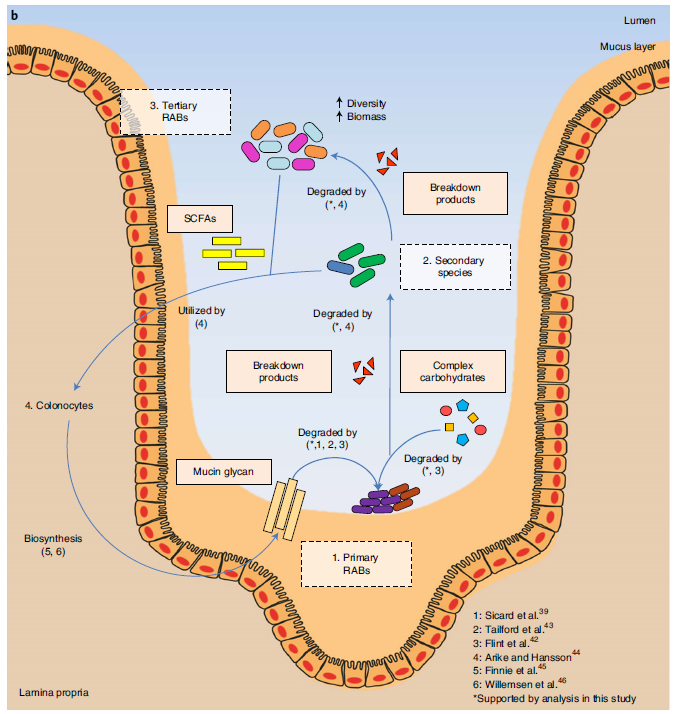 b
Lumen
Mucus layer
3. Tertiary
RABs
Diversity
Biomass
Degraded by
(*, 4)
Breakdown
products
SCFAs
2. Secondary
species
Utilized by
(4)
Degraded by
(*, 4)
Breakdown
products
Complex
carbohydrates
4. Colonocytes
Degraded by
(*,1, 2, 3)
Degraded by
(*, 3)
Mucin glycan
Biosynthesis
(5, 6)
1. Primary
RABs
1: Sicard et al.39
2: Tailford et al.43
3: Flint et al.42
4: Arike and Hansson44
5: Finnie et al.45
6: Willemsen et al.46
*Supported by analysis in this study
Lamina propria